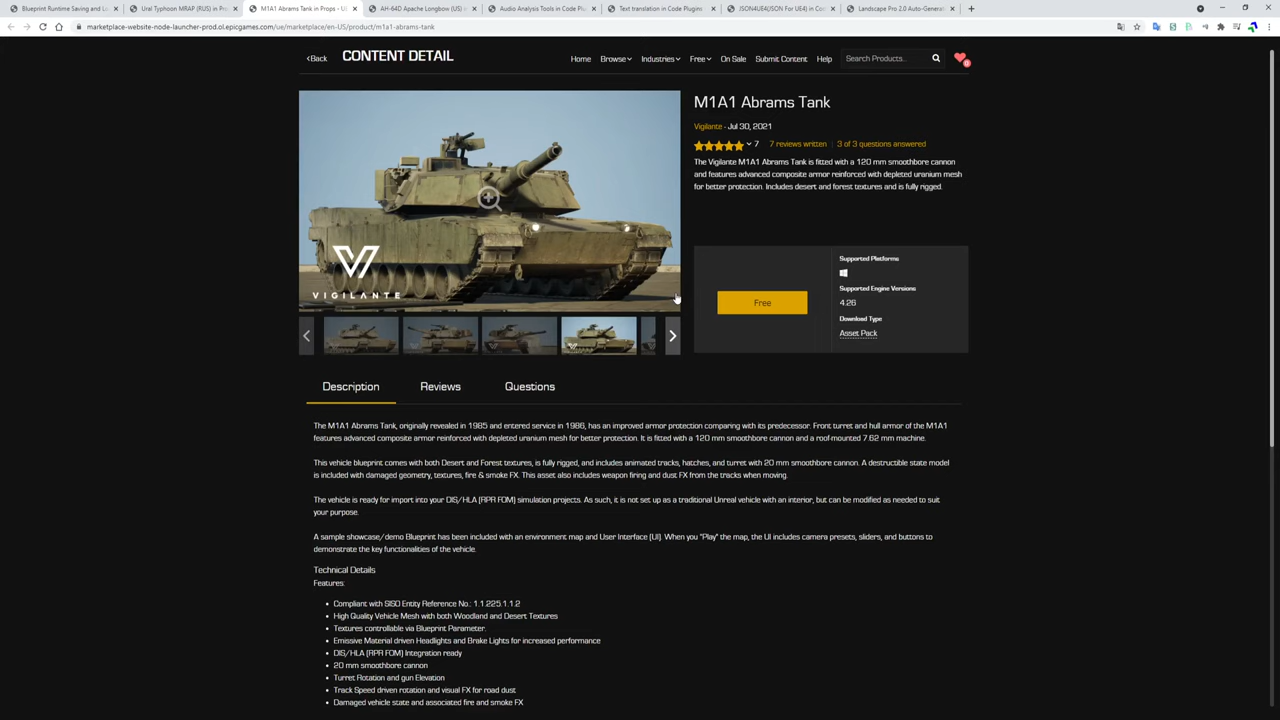 Blueprint Runtime Saving and Lo
Ural Typhoon MRAP (RUS) in Pro
M1A1 Abrams Tank in Props - U
AH-64D Apache Longbow (US) in
Audio Analysis Tools in Code Plu
Text translation in Code Plugins
JSON4UE4(JSON For UE4) in Cod
Landscape Pro 2.0 Auto-Generat
marketplace-website-node-launcher-prod.ol.epicgames.com/ue/marketplace/en-US/product/m1a1-abrams-tank
Back
CONTENT DETAIL
Home
Browse
Industries
Free
On Sale
Submit Content
Help
Search Products..
0
M1A1 Abrams Tank
Vigilante - Jul 30, 2021
7 7 reviews written 3 of 3 questions answered
The Vigilante M1A1 Abrams Tank is fitted with a 120 mm smoothbore cannon
and features advanced composite armor reinforced with depleted uranium mesh
for better protection. Includes desert and forest textures and is fully rigged.
VIGILANTE
Free
Supported Platforms
Supported Engine Versions
4.26
Download Type
Asset Pack
Description
Reviews
Questions
The M1A1 Abrams Tank, originally revealed in 1985 and entered service in 1986, has an improved armor protection comparing with its predecessor. Front turret and hull armor of the M1A1
features advanced composite armor reinforced with depleted uranium mesh for better protection. It is fitted with a 120 mm smoothbore cannon and a roof-mounted 7.62 mm machine.
This vehicle blueprint comes with both Desert and Forest textures, is fully rigged, and includes animated tracks, hatches, and turret with 20 mm smoothbore cannon. A destructible state model
is included with damaged geometry, textures, fire & smoke FX. This asset also includes weapon firing and dust FX from the tracks when moving.
The vehicle is ready for import into your DIS/HLA (RPR FOM) simulation projects. As such, it is not set up as a traditional Unreal vehicle with an interior, but can be modified as needed to suit
your purpose.
A sample showcase/demo Blueprint has been included with an environment map and User Interface (UI). When you "Play" the map, the UI includes camera presets, sliders, and buttons to
demonstrate the key functionalities of the vehicle.
Technical Details
Features:
• Compliant with SISO Entity Reference No.: 1.1.225.1.1.2
• High Quality Vehicle Mesh with both Woodland and Desert Textures
• Textures controllable via Blueprint Parameter.
• Emissive Material driven Headlights and Brake Lights for increased performance
• DIS/HLA (RPR FOM) Integration ready
• 20 mm smoothbore cannon
• Turret Rotation and gun Elevation
• Track Speed driven rotation and visual FX for road dust
• Damaged vehicle state and associated fire and smoke FX